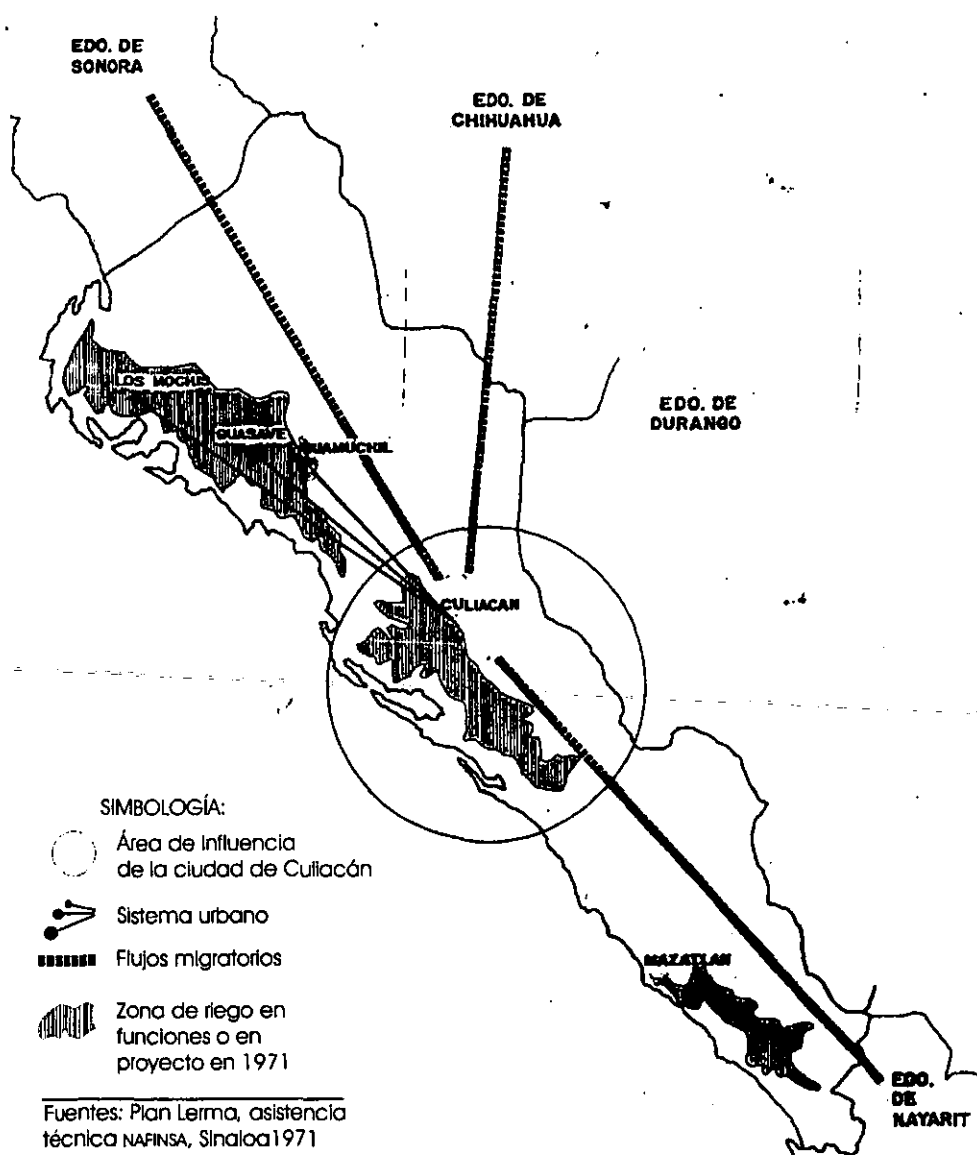 EDO. DE
SONORA
EDO. DE
CHIHUAHUA
LOS MOCHIS
GUASAVE
GUAMUCHIL
EDO. DE
DURANGO
CULIACAN
SIMBOLOGÍA:
Área de Influencia
de la ciudad de Culiacán
Sistema urbano
Flujos migratorios
Zona de riego en
funciones o en
proyecto en 1971
MAZATLAN
EDO.
DE
NAYARIT
Fuentes: Plan Lerma, asistencia
técnica NAFINSA, Sinaloa1971